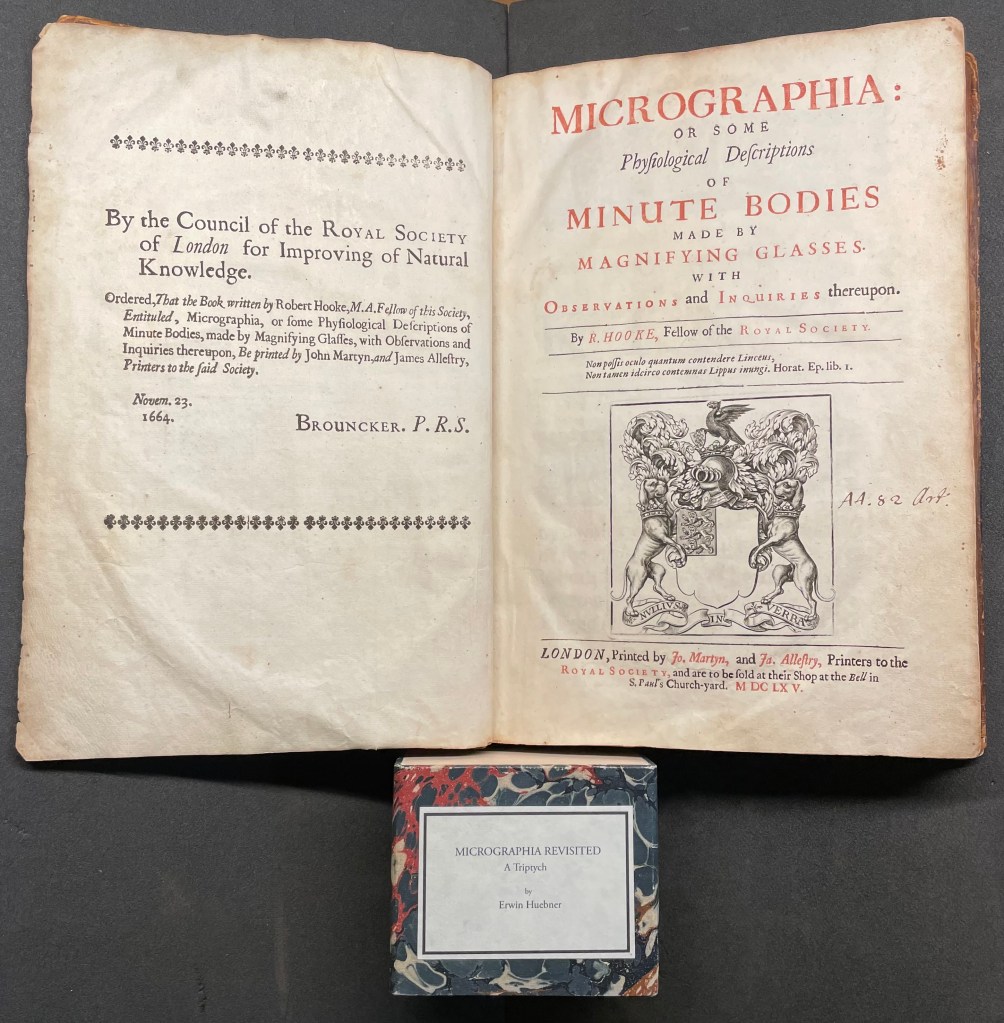 By the Council of the ROYAL SOCIETY
of London for Improving of Natural
Knowledge.
Ordered, That the Book written by Robert Hooke, M.A. Fellow of this Society,
Entituled, Micrographia, or ſome Phyſiological Deſcriptions of
Minute Bodies, made by Magnifying Glaſſes, with Obſervations and
Inquiries thereupon, Be printed by John Martyn, and James Alleſtry,
Printers to the ſaid Society.
Novem. 23.
1664.
BROUNCKER. P. R. S.
MICROGRAPHIA:
OR SOME
Phyſiological Deſcriptions
OF
MINUTE BODIES
MADE BY
MAGNIFYING GLASSES.
WITH
OBSERVATIONS and INQUIRIES thereupon.
By R. HOOKE, Fellow of the ROYAL SOCIETY.
Non poſſis oculo quantum contendere Linceus,
Non tamen idcirco contemnas Lippus inungi. Horat. Ep. lib. 1.
AA. 82 Art.
NVLLIVS IN VERBA
LONDON, Printed by Jo. Martyn, and Ja. Alleſtry, Printers to the
ROYAL SOCIETY, and are to be ſold at their Shop at the Bell in
S. Paul's Church-yard. M DC LX V.
MICROGRAPHIA REVISITED
A Triptych
by
Erwin Huebner